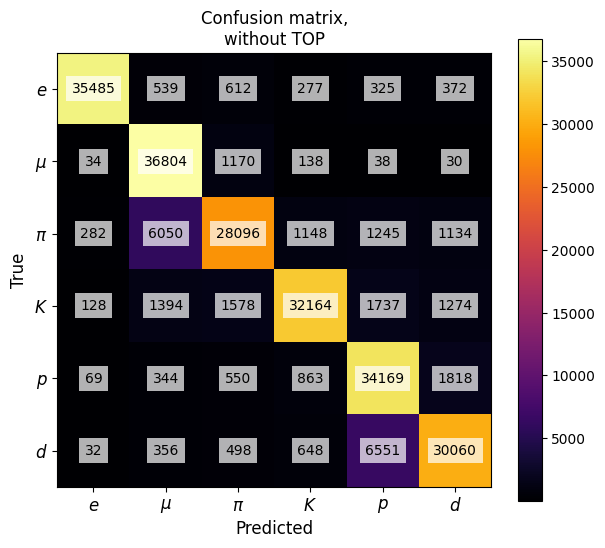 Confusion matrix,
without TOP
e 35485 539 612 277 325 372
μ 34 36804 1170 138 38 30
π 282 6050 28096 1148 1245 1134
K 128 1394 1578 32164 1737 1274
p 69 344 550 863 34169 1818
d 32 356 498 648 6551 30060
e μ π K p d
True
Predicted
35000
30000
25000
20000
15000
10000
5000